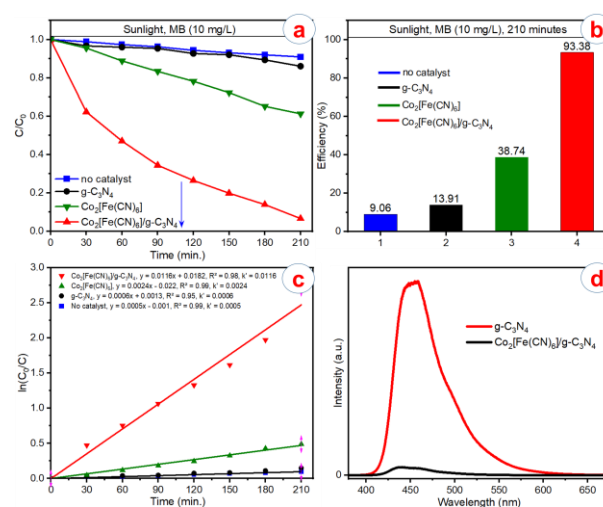 Sunlight, MB (10 mg/L)
a
C/C₀
1.0
0.8
0.6
0.4
0.2
0.0
no catalyst
g-C₃N₄
Co₂[Fe(CN)₆]
Co₂[Fe(CN)₆]/g-C₃N₄
0 30 60 90 120 150 180 210
Time (min.)
Sunlight, MB (10 mg/L), 210 minutes
b
Efficiency (%)
100
80
60
40
20
0
no catalyst
g-C₃N₄
Co₂[Fe(CN)₆]
Co₂[Fe(CN)₆]/g-C₃N₄
9.06
13.91
38.74
93.38
1 2 3 4
c
ln(C₀/C)
3.0
2.5
2.0
1.5
1.0
0.5
0.0
Co₂[Fe(CN)₆]/g-C₃N₄, y = 0.0116x + 0.0182, R² = 0.98, k' = 0.0116
Co₂[Fe(CN)₆], y = 0.0024x - 0.022, R² = 0.99, k' = 0.0024
g-C₃N₄, y = 0.0006x + 0.0013, R² = 0.95, k' = 0.0006
No catalyst, y = 0.0005x - 0.001, R² = 0.99, k' = 0.0005
0 30 60 90 120 150 180 210
Time (min.)
d
Intensity (a.u.)
g-C₃N₄
Co₂[Fe(CN)₆]/g-C₃N₄
400 450 500 550 600 650
Wavelength (nm)